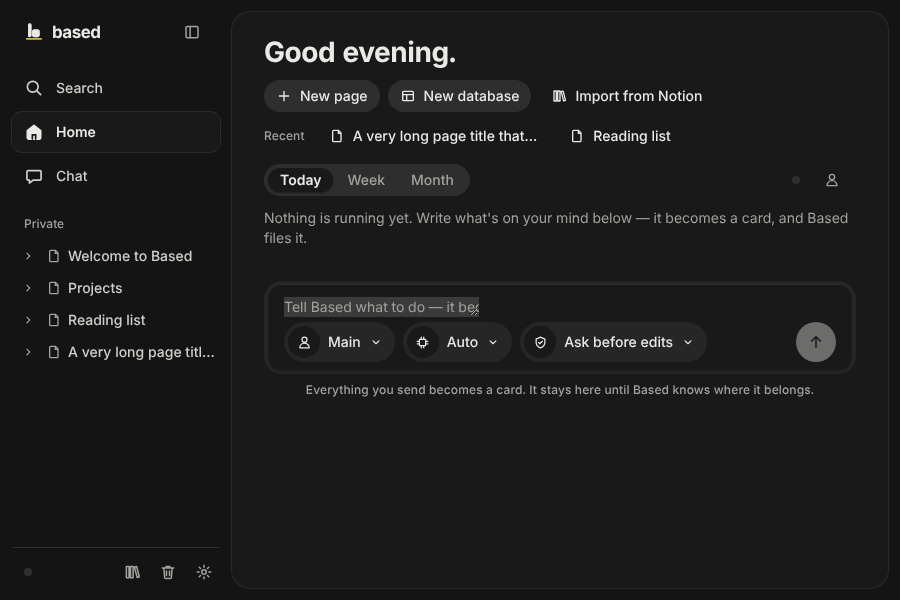 based
Search
Home
Chat
Private
Welcome to Based
Projects
Reading list
A very long page titl...
Good evening.
New page
New database
Import from Notion
Recent
A very long page title that...
Reading list
Today
Week
Month
Nothing is running yet. Write what's on your mind below — it becomes a card, and Based
files it.
Tell Based what to do — it bec
Main
Auto
Ask before edits
Everything you send becomes a card. It stays here until Based knows where it belongs.